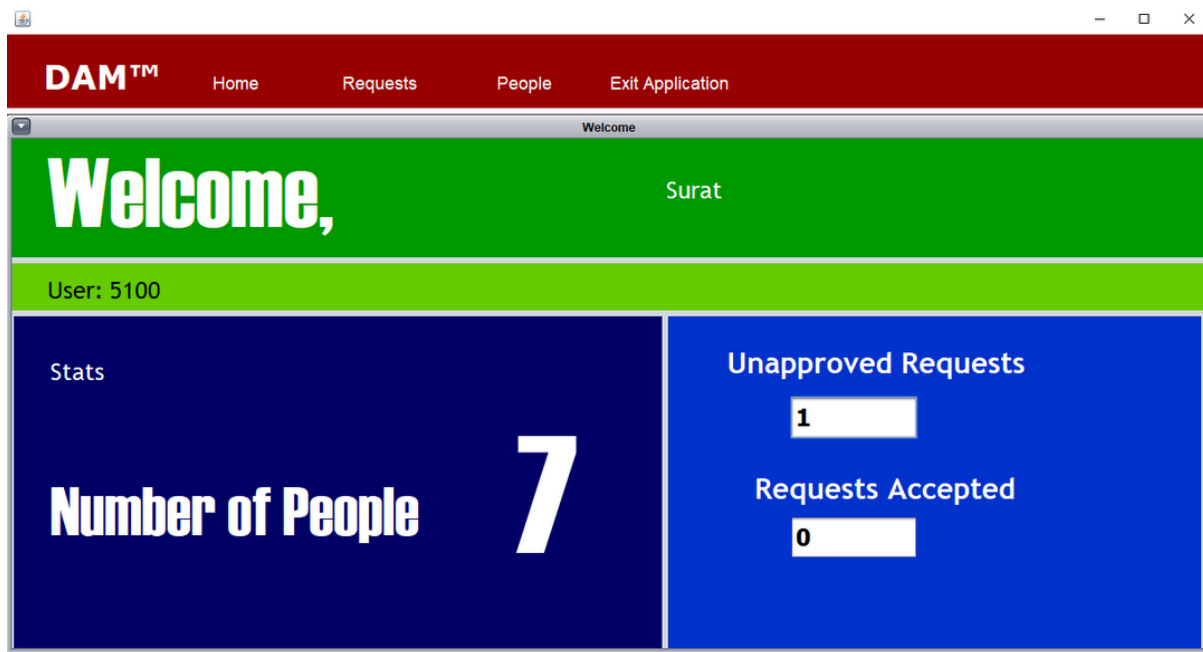 DAM™ Home Requests People Exit Application
Welcome
Welcome, Surat
User: 5100
Stats
Number of People 7
Unapproved Requests
1
Requests Accepted
0